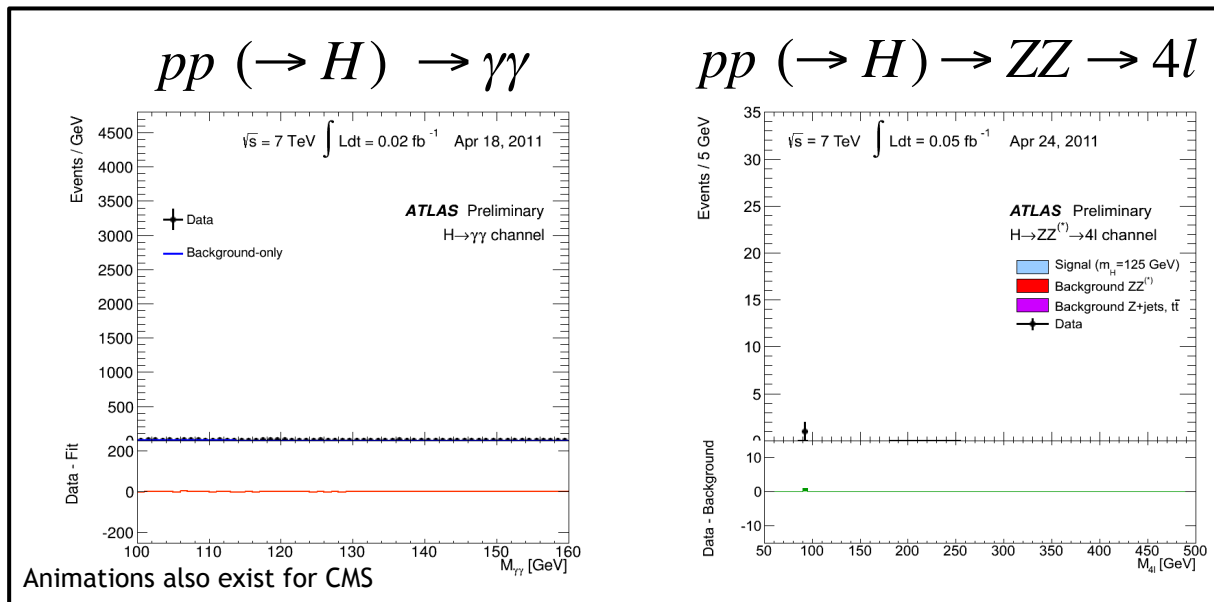 pp (→ H) → γγ
4500
4000
3500
3000
2500
2000
1500
1000
500
0
Events / GeV
√s = 7 TeV ∫ Ldt = 0.02 fb⁻¹ Apr 18, 2011
ATLAS Preliminary
H→γγ channel
Data
Background-only
200
0
-200
Data - Fit
100 110 120 130 140 150 160
M_γγ [GeV]
pp (→ H) → ZZ → 4l
35
30
25
20
15
10
5
0
Events / 5 GeV
√s = 7 TeV ∫ Ldt = 0.05 fb⁻¹ Apr 24, 2011
ATLAS Preliminary
H→ZZ⁽*⁾→4l channel
Signal (m_H=125 GeV)
Background ZZ⁽*⁾
Background Z+jets, tt̄
Data
10
0
-10
Data - Background
50 100 150 200 250 300 350 400 450 500
M_4l [GeV]
Animations also exist for CMS